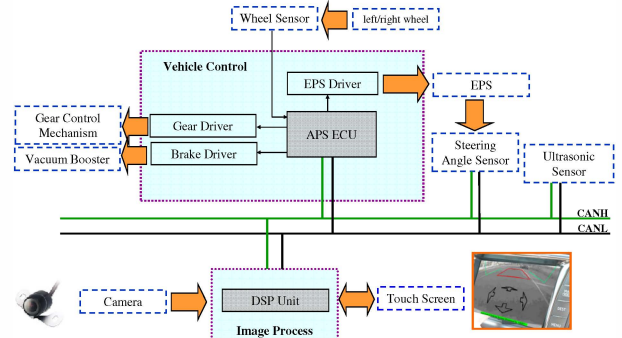 Wheel Sensor
left/right wheel
Vehicle Control
EPS Driver
EPS
Gear Control
Mechanism
Gear Driver
APS ECU
Vacuum Booster
Brake Driver
Steering
Angle Sensor
Ultrasonic
Sensor
CANH
CANL
Camera
DSP Unit
Touch Screen
Image Process